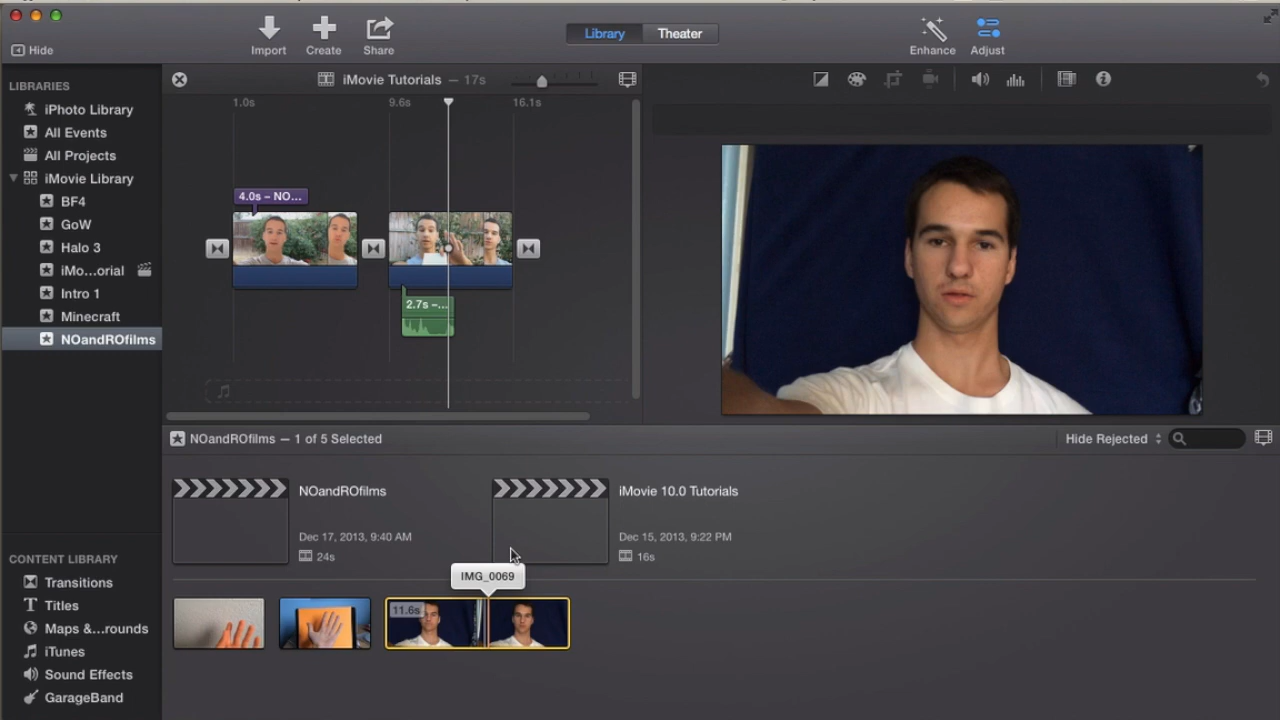 Hide
Import
Create
Share
Library
Theater
Enhance
Adjust
LIBRARIES
iPhoto Library
All Events
All Projects
iMovie Library
BF4
GoW
Halo 3
iMo...orial
Intro 1
Minecraft
NOandROfilms
iMovie Tutorials — 17s
1.0s
9.6s
16.1s
4.0s – NO...
2.7s –...
NOandROfilms — 1 of 5 Selected
Hide Rejected
NOandROfilms
Dec 17, 2013, 9:40 AM
24s
iMovie 10.0 Tutorials
Dec 15, 2013, 9:22 PM
16s
IMG_0069
11.6s
CONTENT LIBRARY
Transitions
Titles
Maps &...rounds
iTunes
Sound Effects
GarageBand